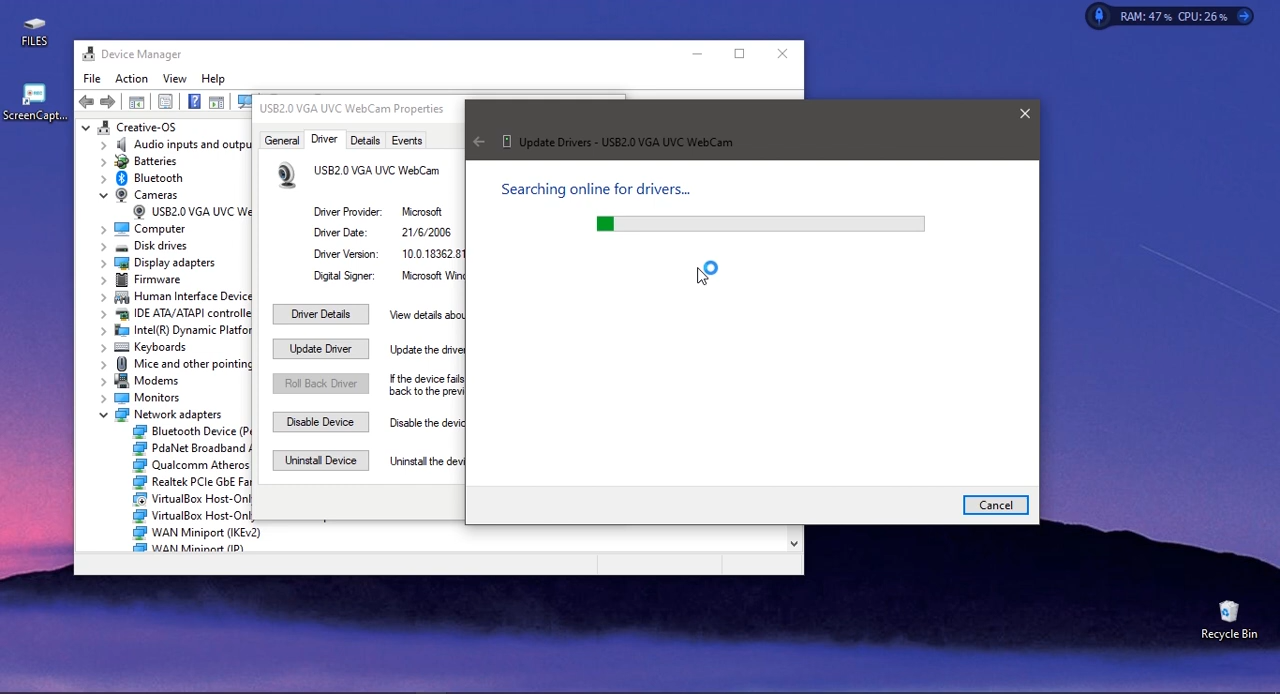 FILES
ScreenCapt...
RAM: 47 % CPU: 26 %
Device Manager
File Action View Help
Creative-OS
Audio inputs and outpu
Batteries
Bluetooth
Cameras
USB2.0 VGA UVC We
Computer
Disk drives
Display adapters
Firmware
Human Interface Device
IDE ATA/ATAPI controlle
Intel(R) Dynamic Platfor
Keyboards
Mice and other pointing
Modems
Monitors
Network adapters
Bluetooth Device (Pe
PdaNet Broadband A
Qualcomm Atheros
Realtek PCIe GbE Fam
VirtualBox Host-Onl
VirtualBox Host-Onl
WAN Miniport (IKEv2)
WAN Miniport (IP)
USB2.0 VGA UVC WebCam Properties
General Driver Details Events
USB2.0 VGA UVC WebCam
Driver Provider: Microsoft
Driver Date: 21/6/2006
Driver Version: 10.0.18362.81
Digital Signer: Microsoft Wind
Driver Details View details abou
Update Driver Update the driver
Roll Back Driver If the device fails
back to the previ
Disable Device Disable the devic
Uninstall Device Uninstall the devi
Update Drivers - USB2.0 VGA UVC WebCam
Searching online for drivers...
Cancel
Recycle Bin